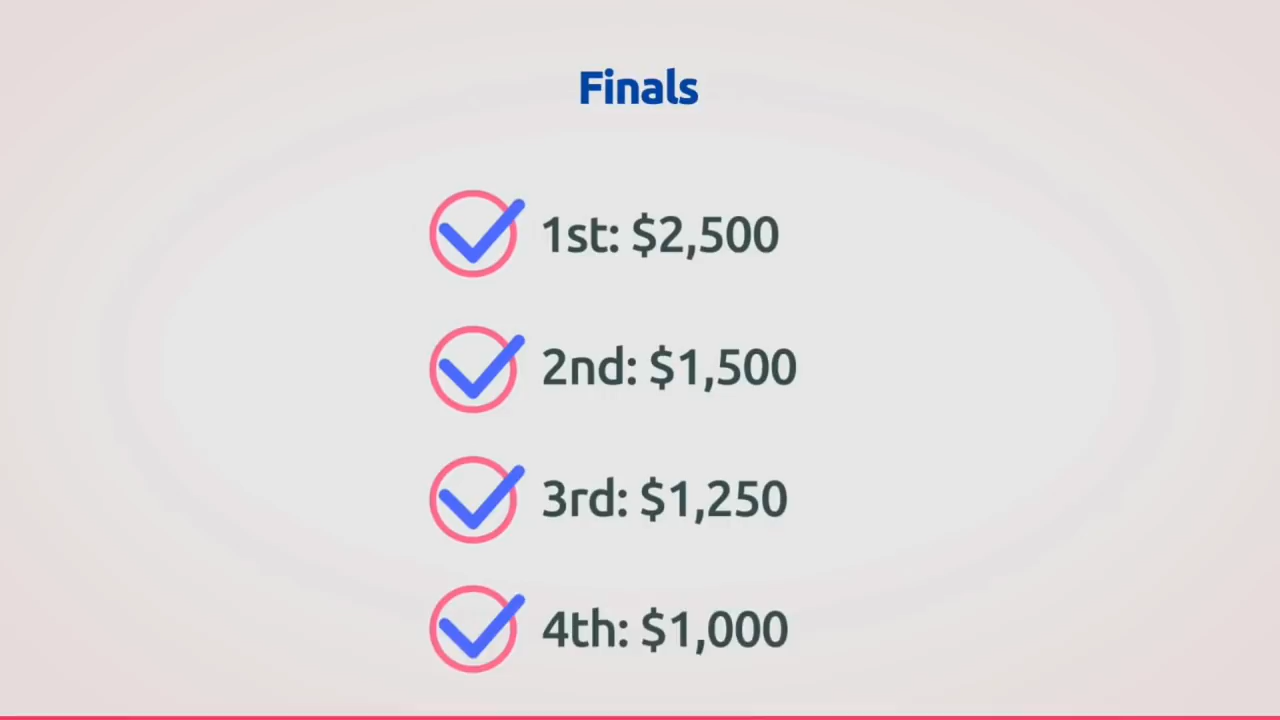 Finals
1st: $2,500
2nd: $1,500
3rd: $1,250
4th: $1,000